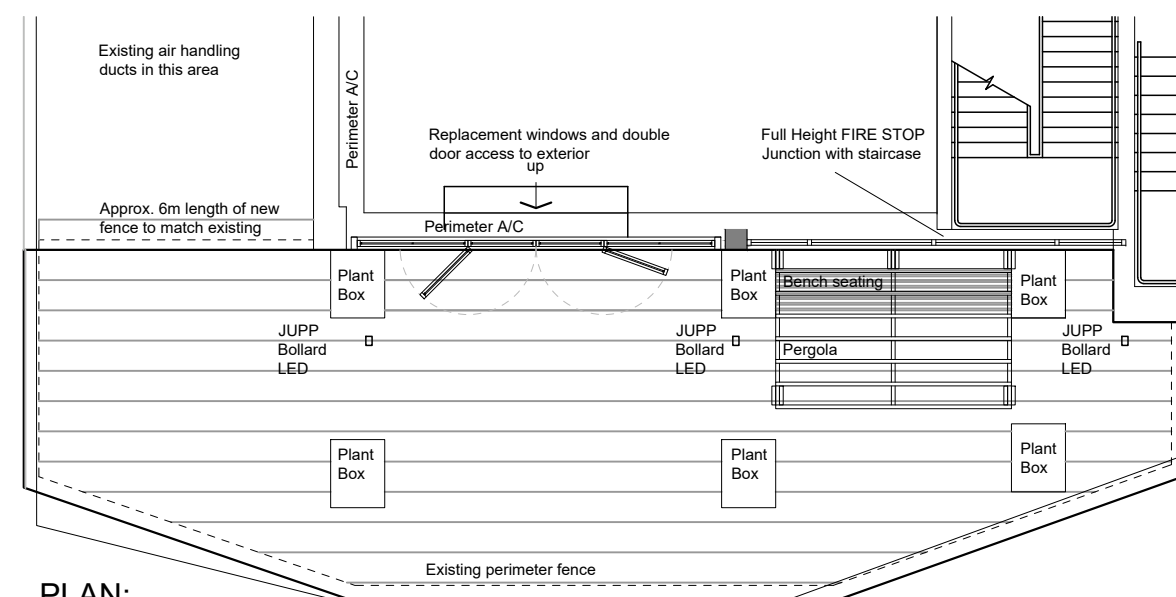 Existing air handling
ducts in this area
Perimeter A/C
Replacement windows and double
door access to exterior
up
Full Height FIRE STOP
Junction with staircase
Approx. 6m length of new
fence to match existing
Perimeter A/C
Plant
Box
Plant
Box
Bench seating
Plant
Box
JUPP
Bollard
LED
JUPP
Bollard
LED
Pergola
JUPP
Bollard
LED
Plant
Box
Plant
Box
Plant
Box
Existing perimeter fence
PLAN: